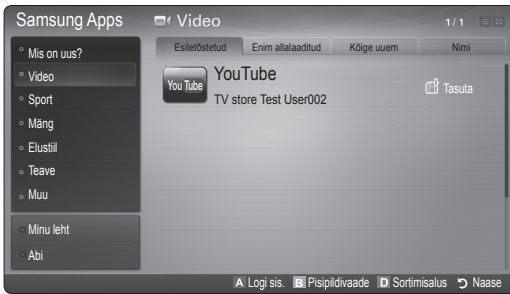 Samsung Apps
Video
1/1
Mis on uus?
Video
Sport
Mäng
Elustiil
Teave
Muu
Minu leht
Abi
Esiletõstetud Enim allalaaditud Kõige uuem Nimi
You Tube
YouTube
TV store Test User002
Tasuta
A Logi sis. B Pisipildivaade D Sortimisalus Naase